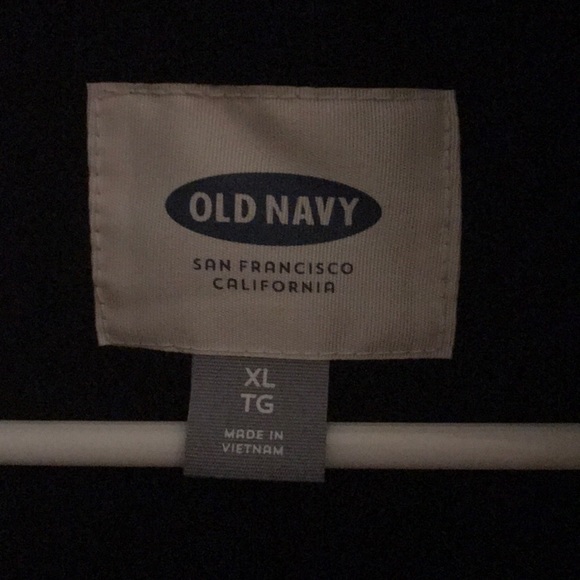 OLD NAVY
SAN FRANCISCO
CALIFORNIA
XL
TG
MADE IN
VIETNAM